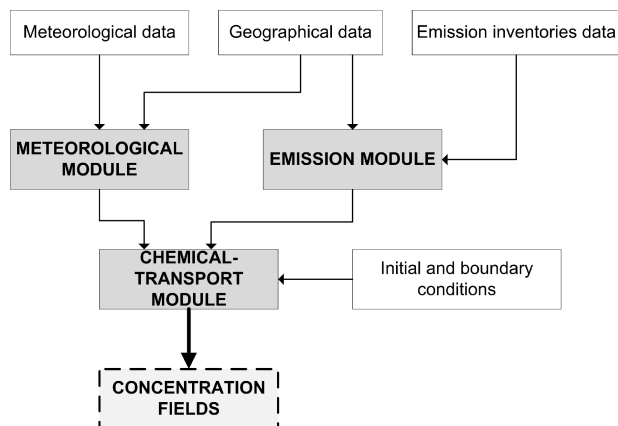 Meteorological data
Geographical data
Emission inventories data
METEOROLOGICAL
MODULE
EMISSION MODULE
CHEMICAL-
TRANSPORT
MODULE
Initial and boundary
conditions
CONCENTRATION
FIELDS